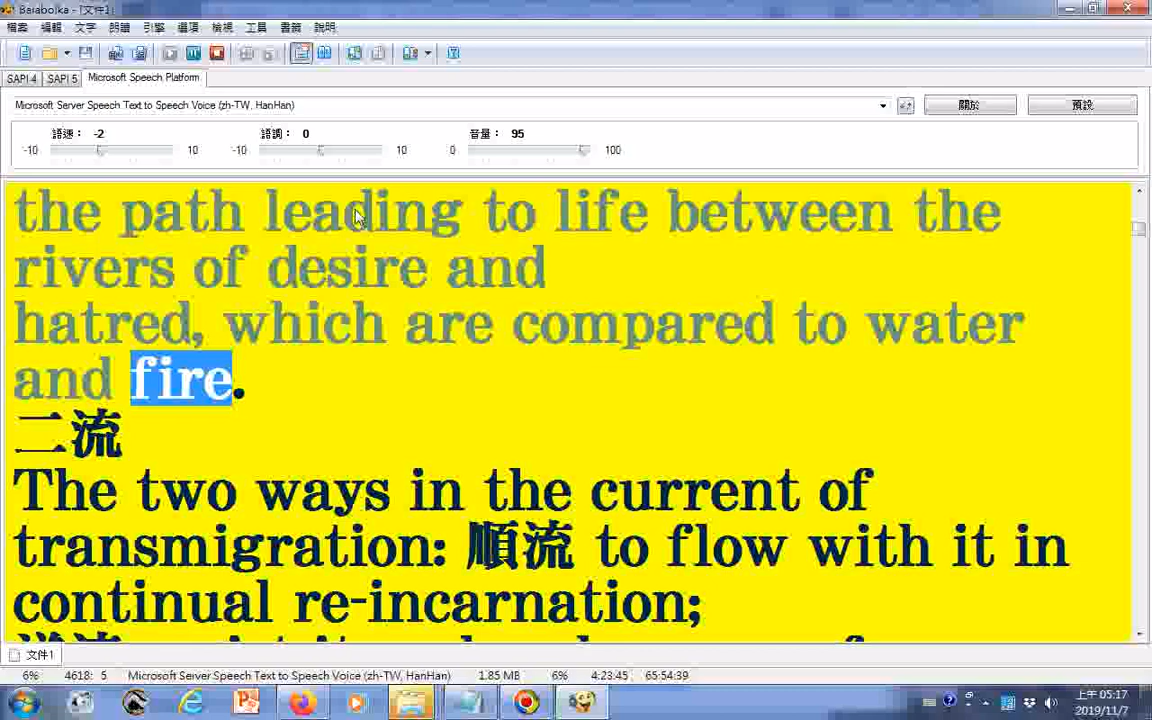 Balabolka - [文件1]
檔案 編輯 文字 朗讀 引擎 選項 檢視 工具 書籤 說明
SAPI 4 SAPI 5 Microsoft Speech Platform
Microsoft Server Speech Text to Speech Voice (zh-TW, HanHan) 關於 預設
語速： -2 語調： 0 音量： 95
-10 10 -10 10 0 100
the path leading to life between the
rivers of desire and
hatred, which are compared to water
and fire.
二流
The two ways in the current of
transmigration: 順流 to flow with it in
continual re-incarnation;
文件1
6% 4618: 5 Microsoft Server Speech Text to Speech Voice (zh-TW, HanHan) 1.85 MB 6% 4:23:45 65:54:39
上午 05:17
2019/11/7